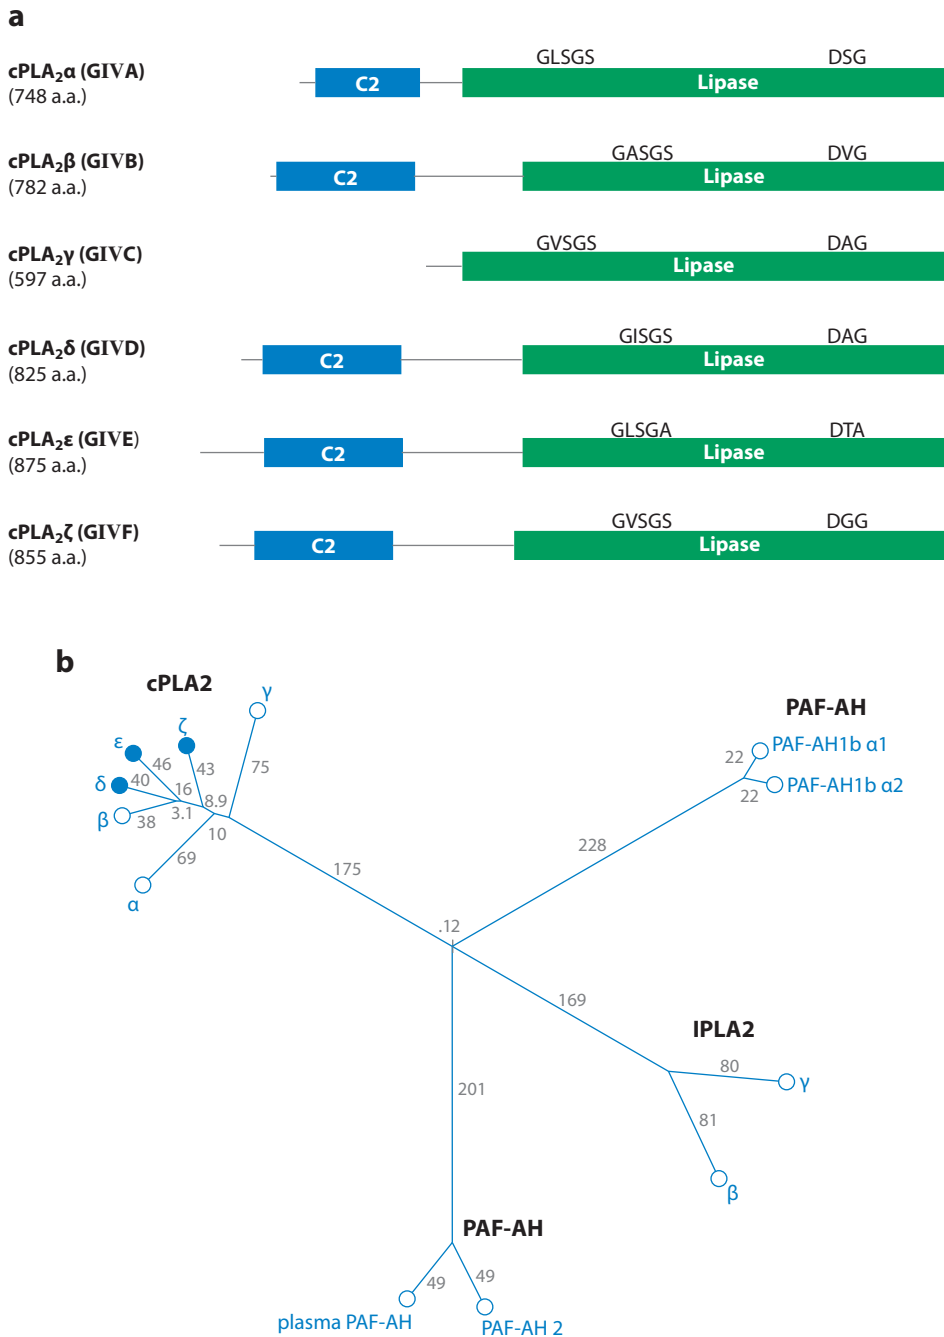 a
cPLA₂α (GIVA)
(748 a.a.)
C2
GLSGS
DSG
Lipase
cPLA₂β (GIVB)
(782 a.a.)
C2
GASGS
DVG
Lipase
cPLA₂γ (GIVC)
(597 a.a.)
GVSGS
DAG
Lipase
cPLA₂δ (GIVD)
(825 a.a.)
C2
GISGS
DAG
Lipase
cPLA₂ε (GIVE)
(875 a.a.)
C2
GLSGA
DTA
Lipase
cPLA₂ζ (GIVF)
(855 a.a.)
C2
GVSGS
DGG
Lipase
b
cPLA2
γ
ζ
ε
δ
β
α
46
43
75
40
16
8.9
38
3.1
10
69
175
PAF-AH
PAF-AH1b α1
22
PAF-AH1b α2
22
228
.12
169
IPLA2
80
γ
81
β
201
PAF-AH
49
49
plasma PAF-AH
PAF-AH 2